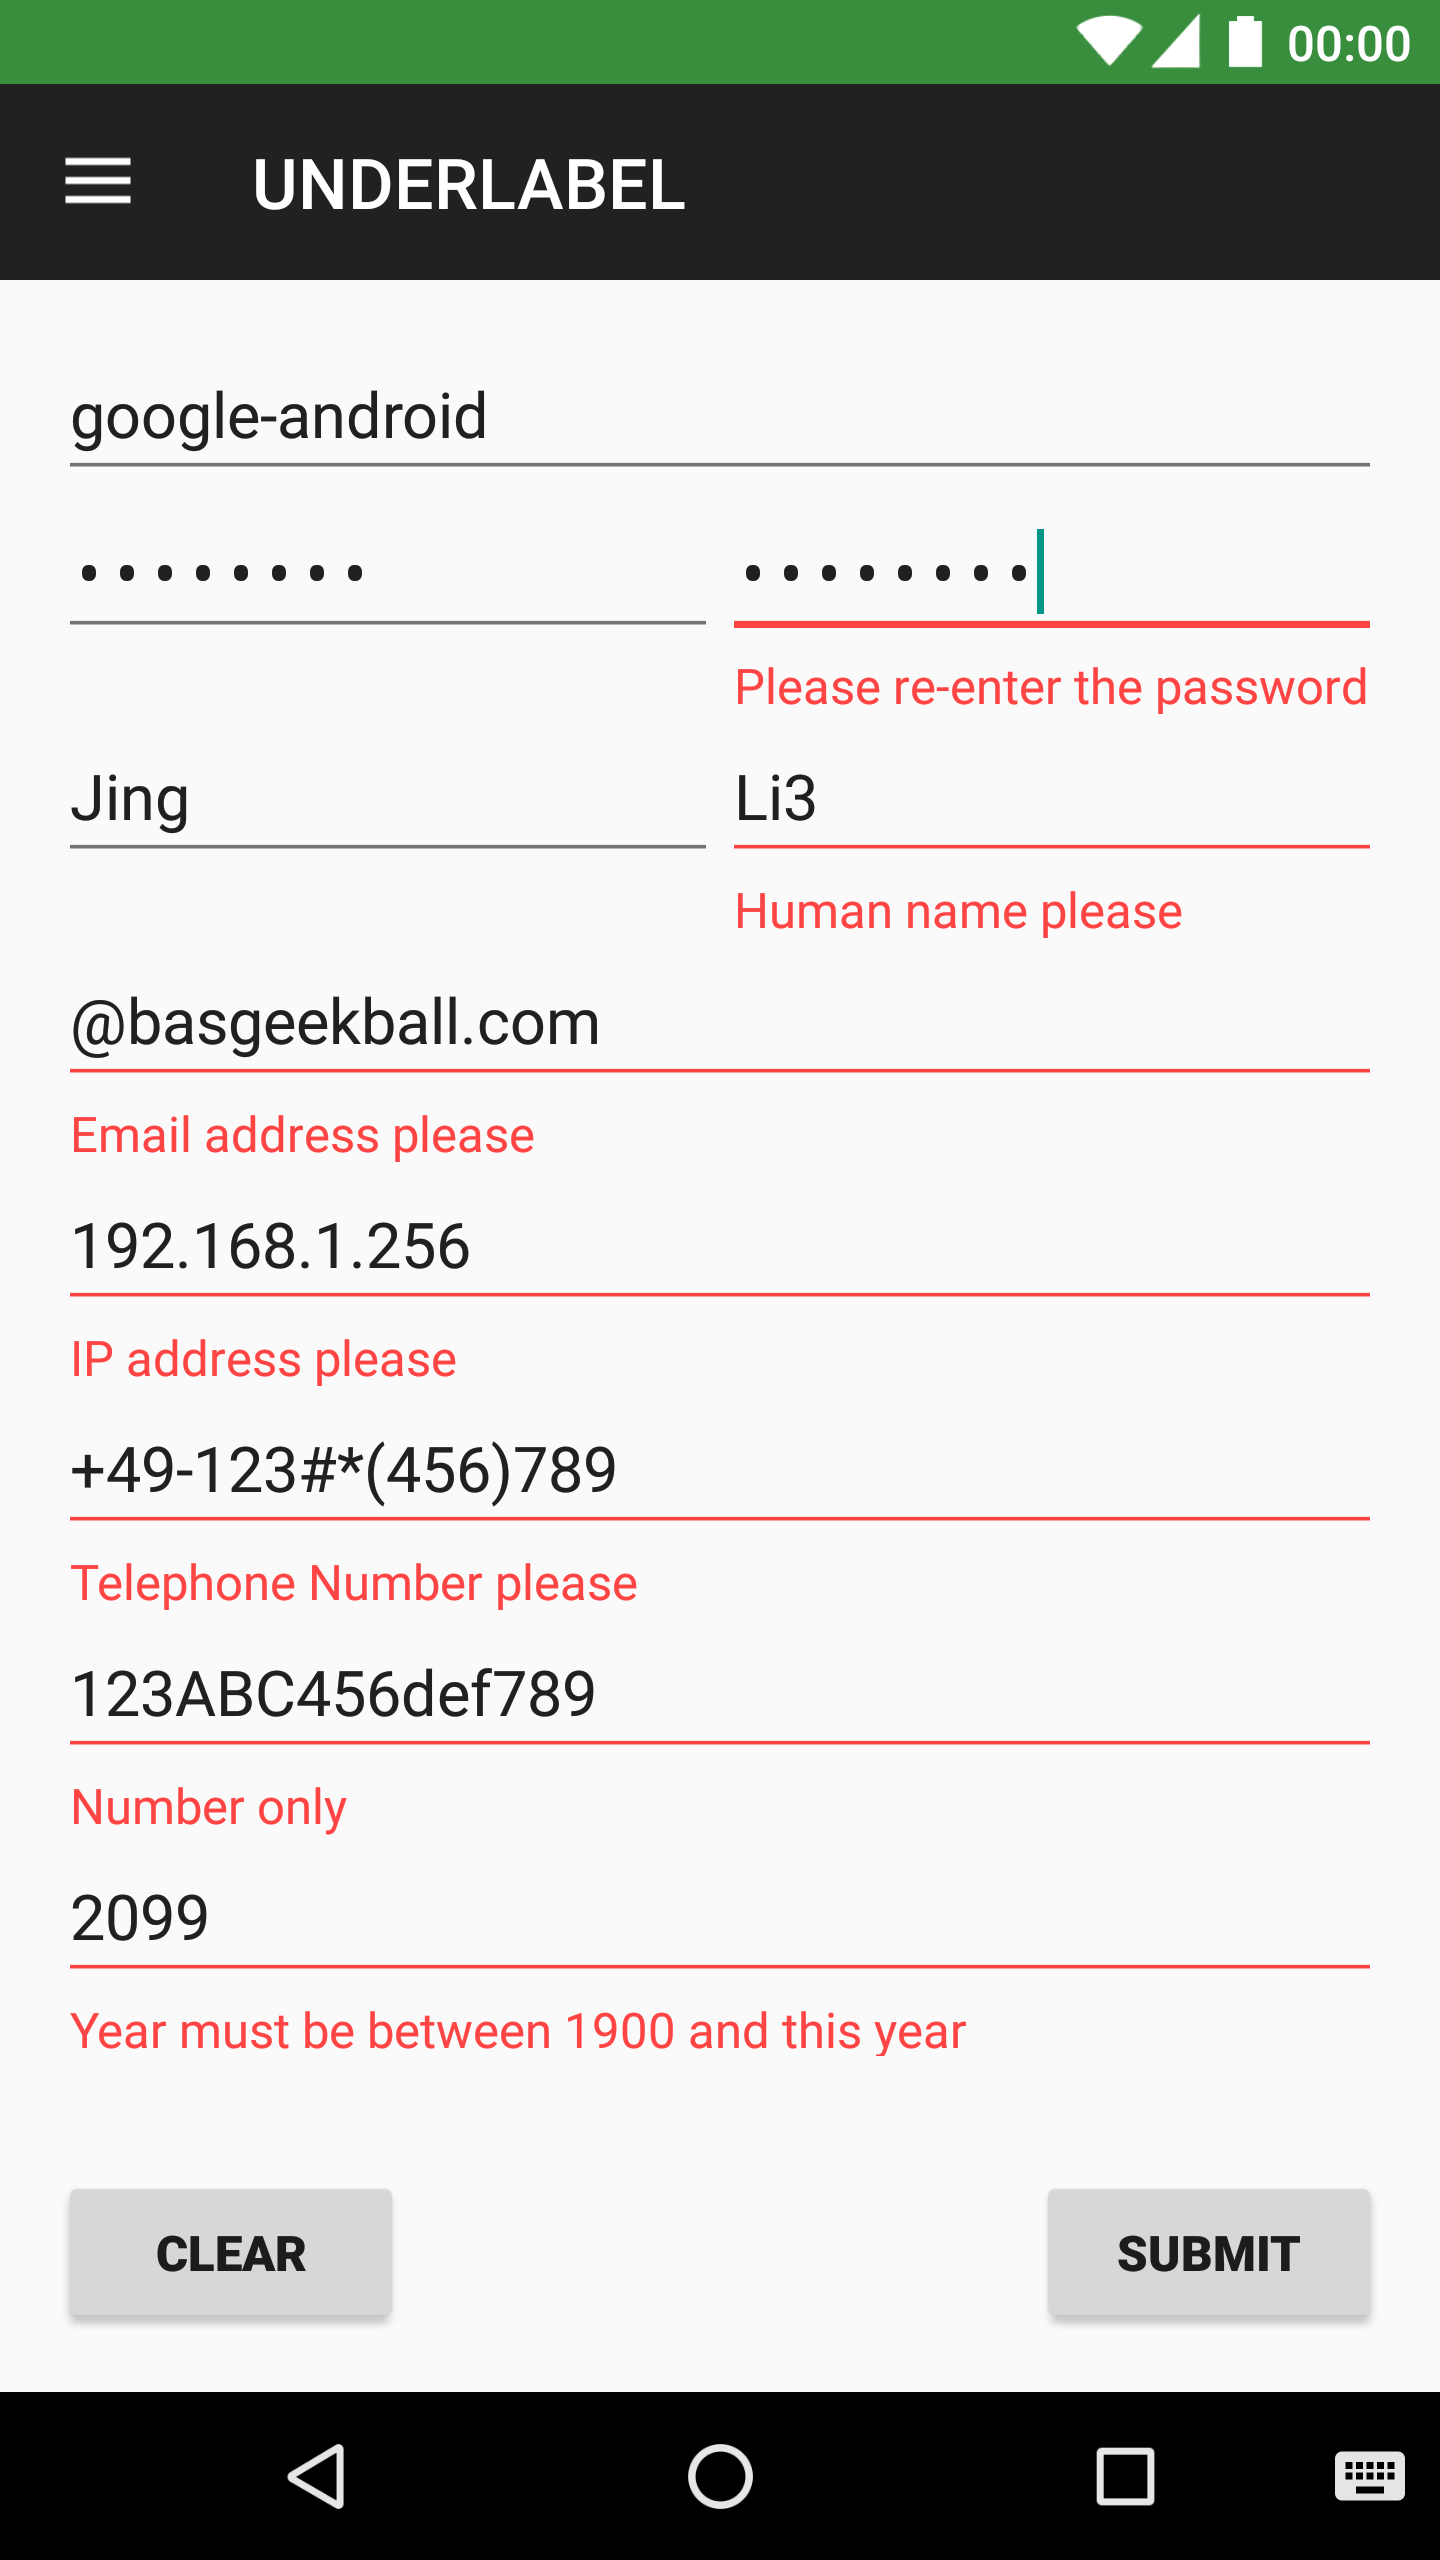 00:00
UNDERLABEL
google-android
•••••••• ••••••••
Please re-enter the password
Jing Li3
Human name please
@basgeekball.com
Email address please
192.168.1.256
IP address please
+49-123#*(456)789
Telephone Number please
123ABC456def789
Number only
2099
Year must be between 1900 and this year
CLEAR SUBMIT